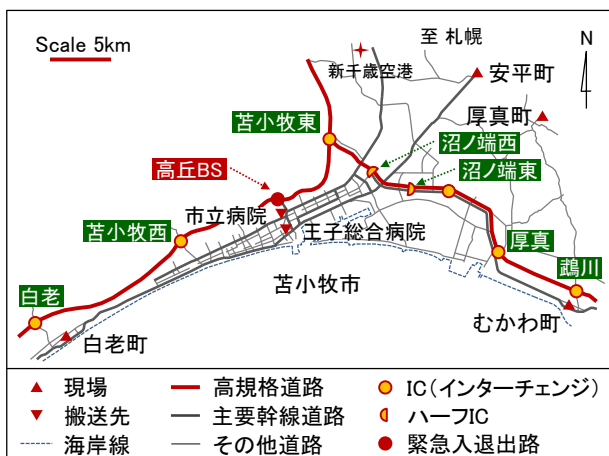 Scale 5km
至 札幌
N
新千歳空港
安平町
厚真町
苫小牧東
沼ノ端西
高丘BS
沼ノ端東
市立病院
王子総合病院
苫小牧西
厚真
鵡川
苫小牧市
白老
むかわ町
白老町
現場
高規格道路
IC(インターチェンジ)
搬送先
主要幹線道路
ハーフIC
海岸線
その他道路
緊急入退出路